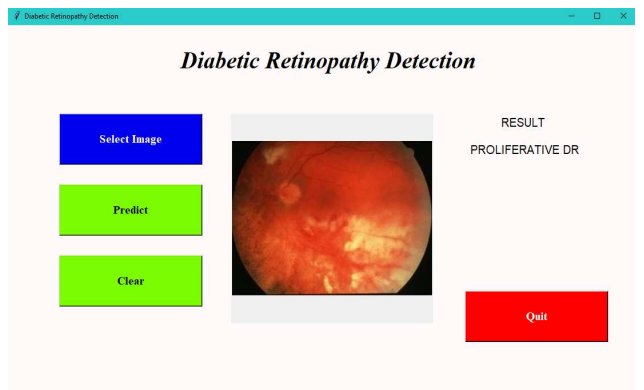 Diabetic Retinopathy Detection
Diabetic Retinopathy Detection
Select Image
Predict
Clear
RESULT
PROLIFERATIVE DR
Quit